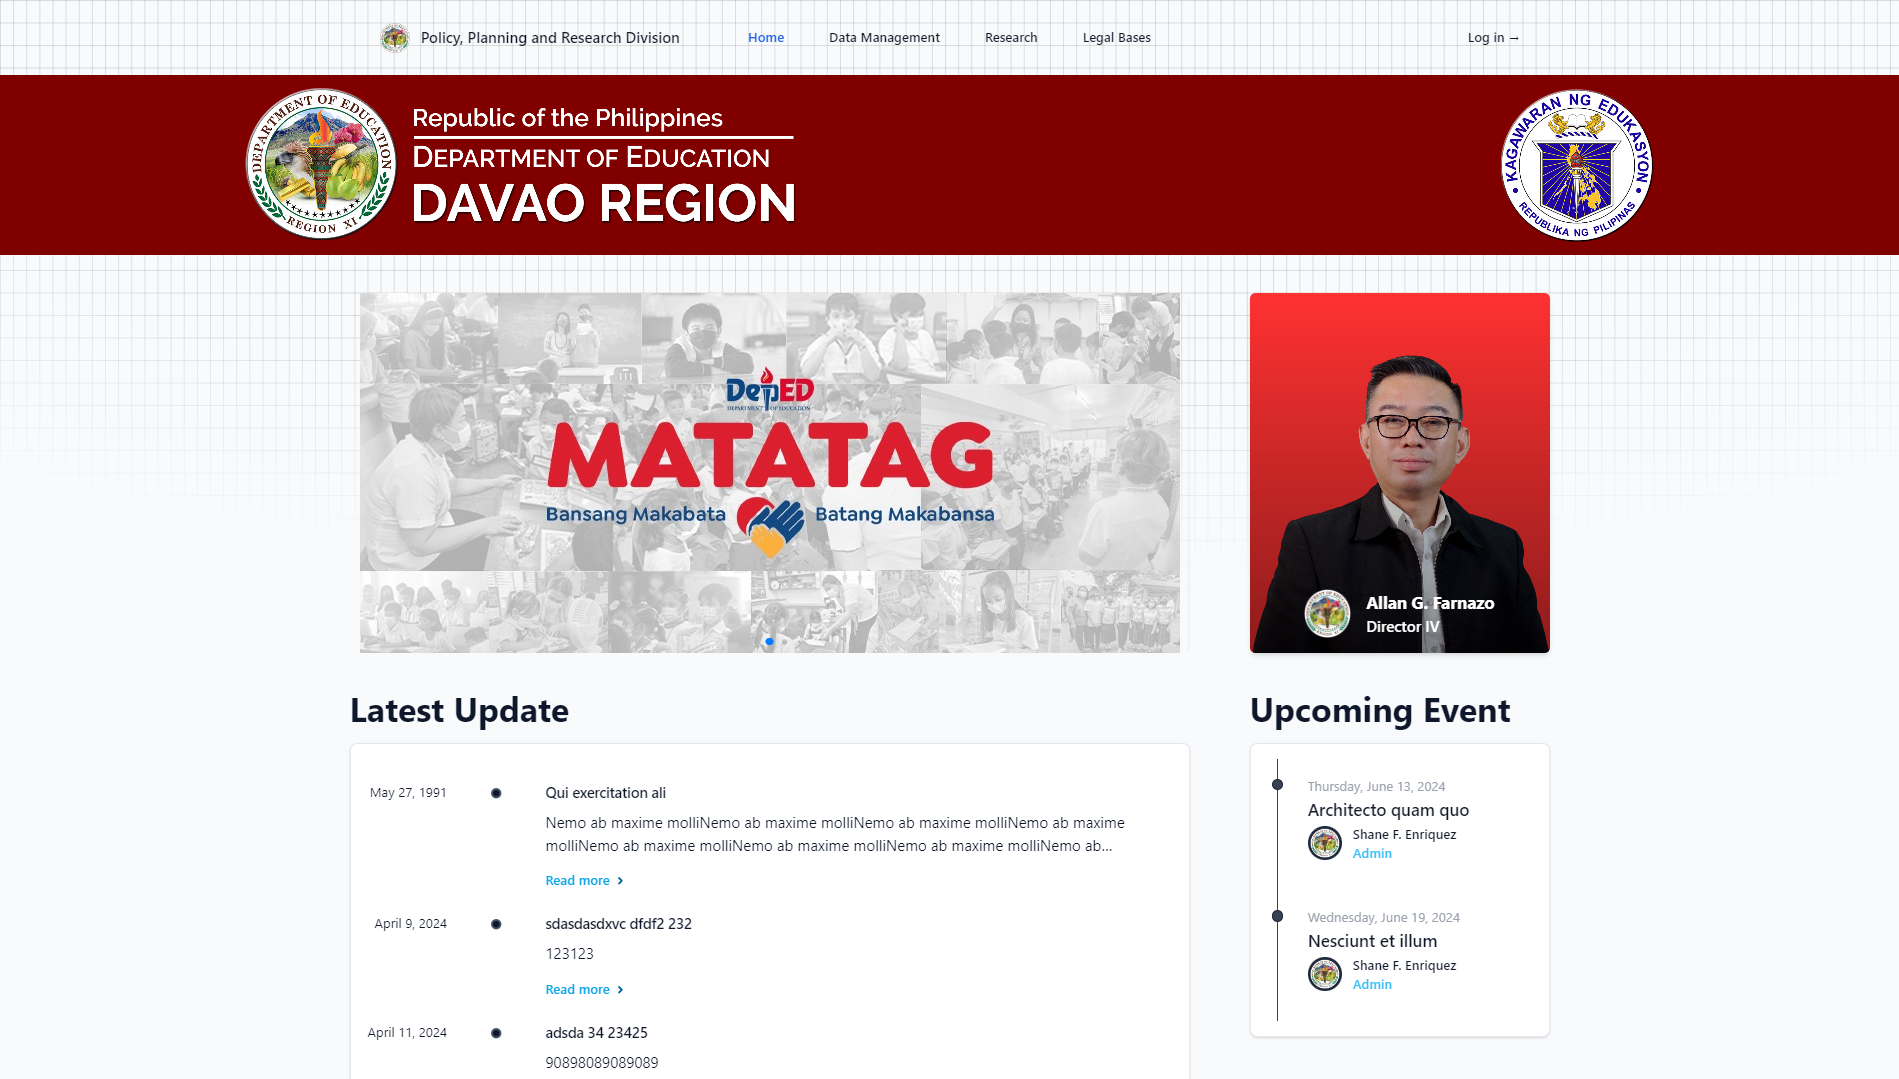 Policy, Planning and Research Division
Home
Data Management
Research
Legal Bases
Log in →
DEPARTMENT OF EDUCATION
REGION XI
Republic of the Philippines
DEPARTMENT OF EDUCATION
DAVAO REGION
KAGAWARAN NG EDUKASYON
REPUBLIKA NG PILIPINAS
DepED
DEPARTMENT OF EDUCATION
MATATAG
Bansang Makabata
Batang Makabansa
Allan G. Farnazo
Director IV
Latest Update
May 27, 1991
Qui exercitation ali
Nemo ab maxime molliNemo ab maxime molliNemo ab maxime molliNemo ab maxime
molliNemo ab maxime molliNemo ab maxime molliNemo ab maxime molliNemo ab...
Read more
April 9, 2024
sdasdasdxvc dfdf2 232
123123
Read more
April 11, 2024
adsda 34 23425
90898089089089
Upcoming Event
Thursday, June 13, 2024
Architecto quam quo
Shane F. Enriquez
Admin
Wednesday, June 19, 2024
Nesciunt et illum
Shane F. Enriquez
Admin